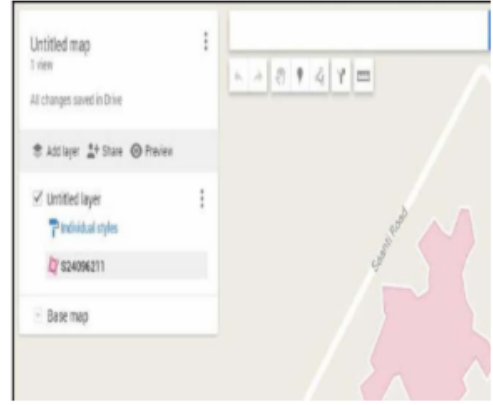 Untitled map
1 view
All changes saved in Drive
Add layer Share Preview
Untitled layer
Individual styles
S24096211
Base map
Saanti Road